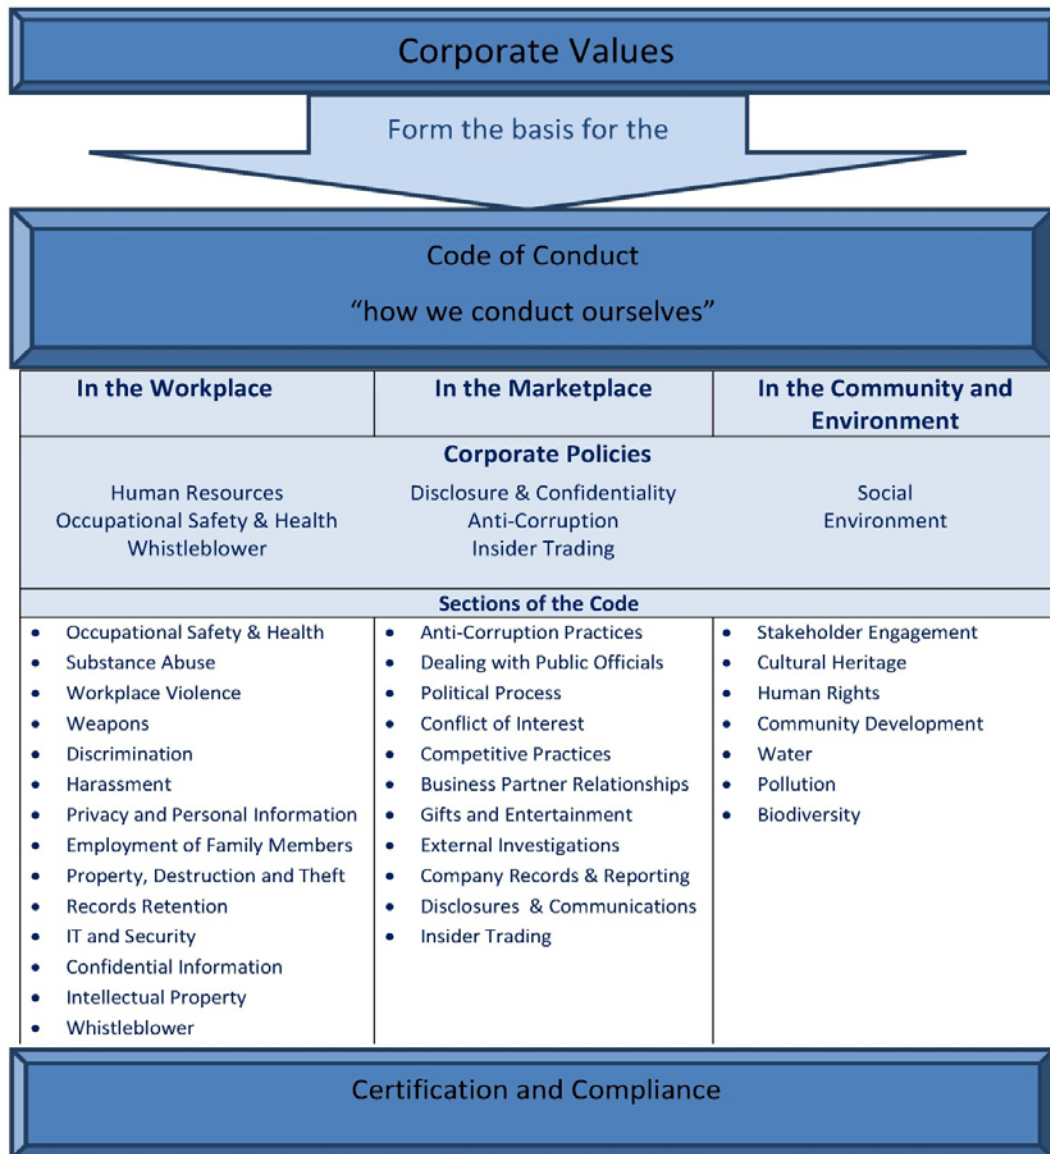 Corporate Values
Form the basis for the
Code of Conduct
“how we conduct ourselves”
In the Workplace
In the Marketplace
In the Community and
Environment
Corporate Policies
Human Resources
Occupational Safety & Health
Whistleblower
Disclosure & Confidentiality
Anti-Corruption
Insider Trading
Social
Environment
Sections of the Code
• Occupational Safety & Health
• Substance Abuse
• Workplace Violence
• Weapons
• Discrimination
• Harassment
• Privacy and Personal Information
• Employment of Family Members
• Property, Destruction and Theft
• Records Retention
• IT and Security
• Confidential Information
• Intellectual Property
• Whistleblower
• Anti-Corruption Practices
• Dealing with Public Officials
• Political Process
• Conflict of Interest
• Competitive Practices
• Business Partner Relationships
• Gifts and Entertainment
• External Investigations
• Company Records & Reporting
• Disclosures & Communications
• Insider Trading
• Stakeholder Engagement
• Cultural Heritage
• Human Rights
• Community Development
• Water
• Pollution
• Biodiversity
Certification and Compliance